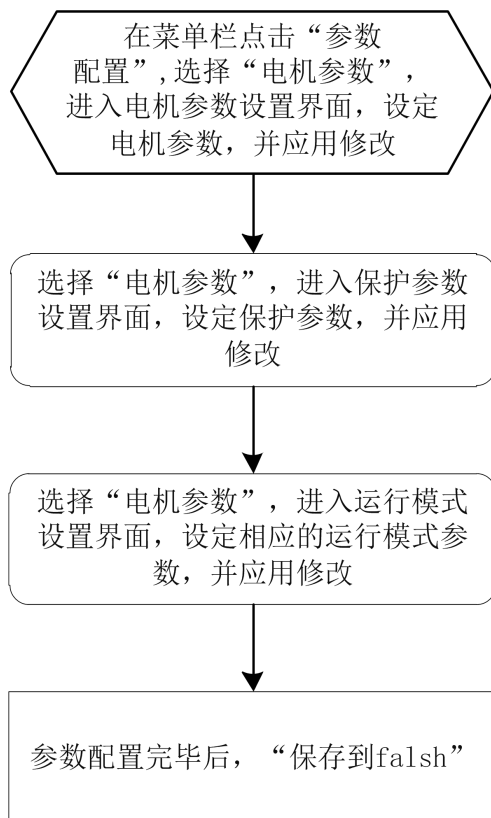 在菜单栏点击“参数
配置”,选择“电机参数”，
进入电机参数设置界面，设定
电机参数，并应用修改
选择“电机参数”，进入保护参数
设置界面，设定保护参数，并应用
修改
选择“电机参数”，进入运行模式
设置界面，设定相应的运行模式参
数，并应用修改
参数配置完毕后，“保存到falsh”